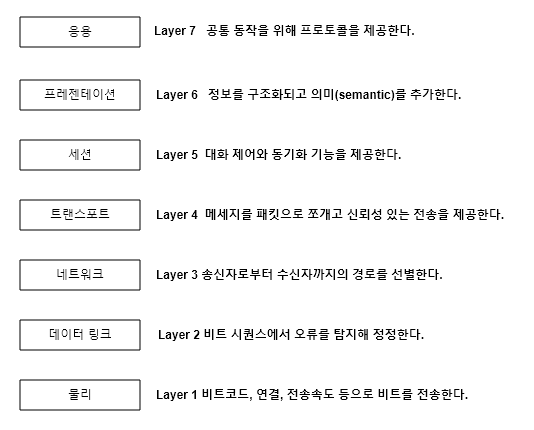 응용 Layer 7 공통 동작을 위해 프로토콜을 제공한다.
프레젠테이션 Layer 6 정보를 구조화되고 의미(semantic)를 추가한다.
세션 Layer 5 대화 제어와 동기화 기능을 제공한다.
트랜스포트 Layer 4 메세지를 패킷으로 쪼개고 신뢰성 있는 전송을 제공한다.
네트워크 Layer 3 송신자로부터 수신자까지의 경로를 선별한다.
데이터 링크 Layer 2 비트 시퀀스에서 오류를 탐지해 정정한다.
물리 Layer 1 비트코드, 연결, 전송속도 등으로 비트를 전송한다.